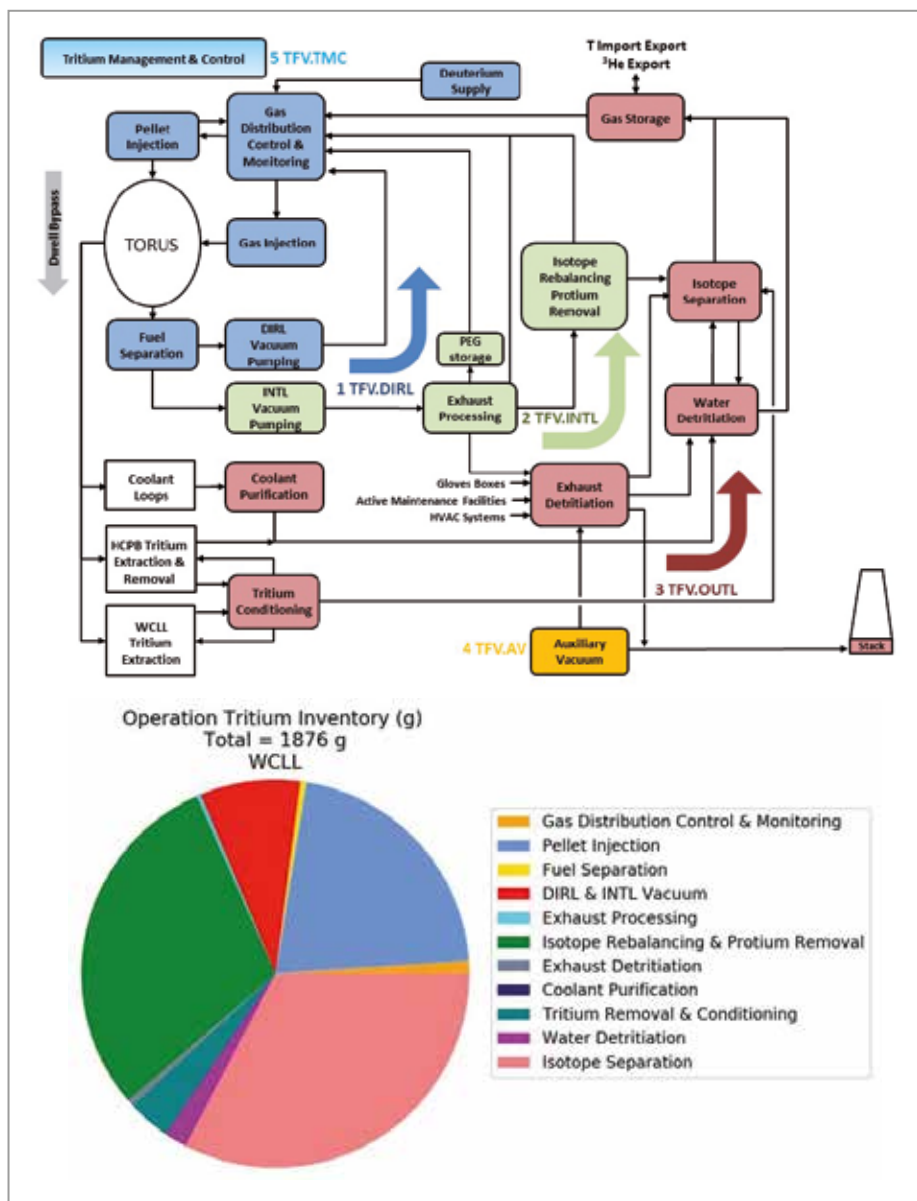 Tritium Management & Control
5 TFV.TMC
T Import Export
³He Export
Deuterium
Supply
Gas
Distribution
Control &
Monitoring
Gas Storage
Pellet
Injection
Dwell Bypass
TORUS
Gas Injection
Isotope
Rebalancing
Protium
Removal
Isotope
Separation
Fuel
Separation
DIRL
Vacuum
Pumping
1 TFV.DIRL
PEG
storage
INTL
Vacuum
Pumping
Exhaust
Processing
2 TFV.INTL
Water
Detritiation
Coolant
Loops
Coolant
Purification
Gloves Boxes
Active Maintenance Facilities
HVAC Systems
Exhaust
Detritiation
HCPB Tritium
Extraction &
Removal
3 TFV.OUTL
Tritium
Conditioning
WCLL
Tritium
Extraction
4 TFV.AV
Auxiliary
Vacuum
Stack
Operation Tritium Inventory (g)
Total = 1876 g
WCLL
Gas Distribution Control & Monitoring
Pellet Injection
Fuel Separation
DIRL & INTL Vacuum
Exhaust Processing
Isotope Rebalancing & Protium Removal
Exhaust Detritiation
Coolant Purification
Tritium Removal & Conditioning
Water Detritiation
Isotope Separation